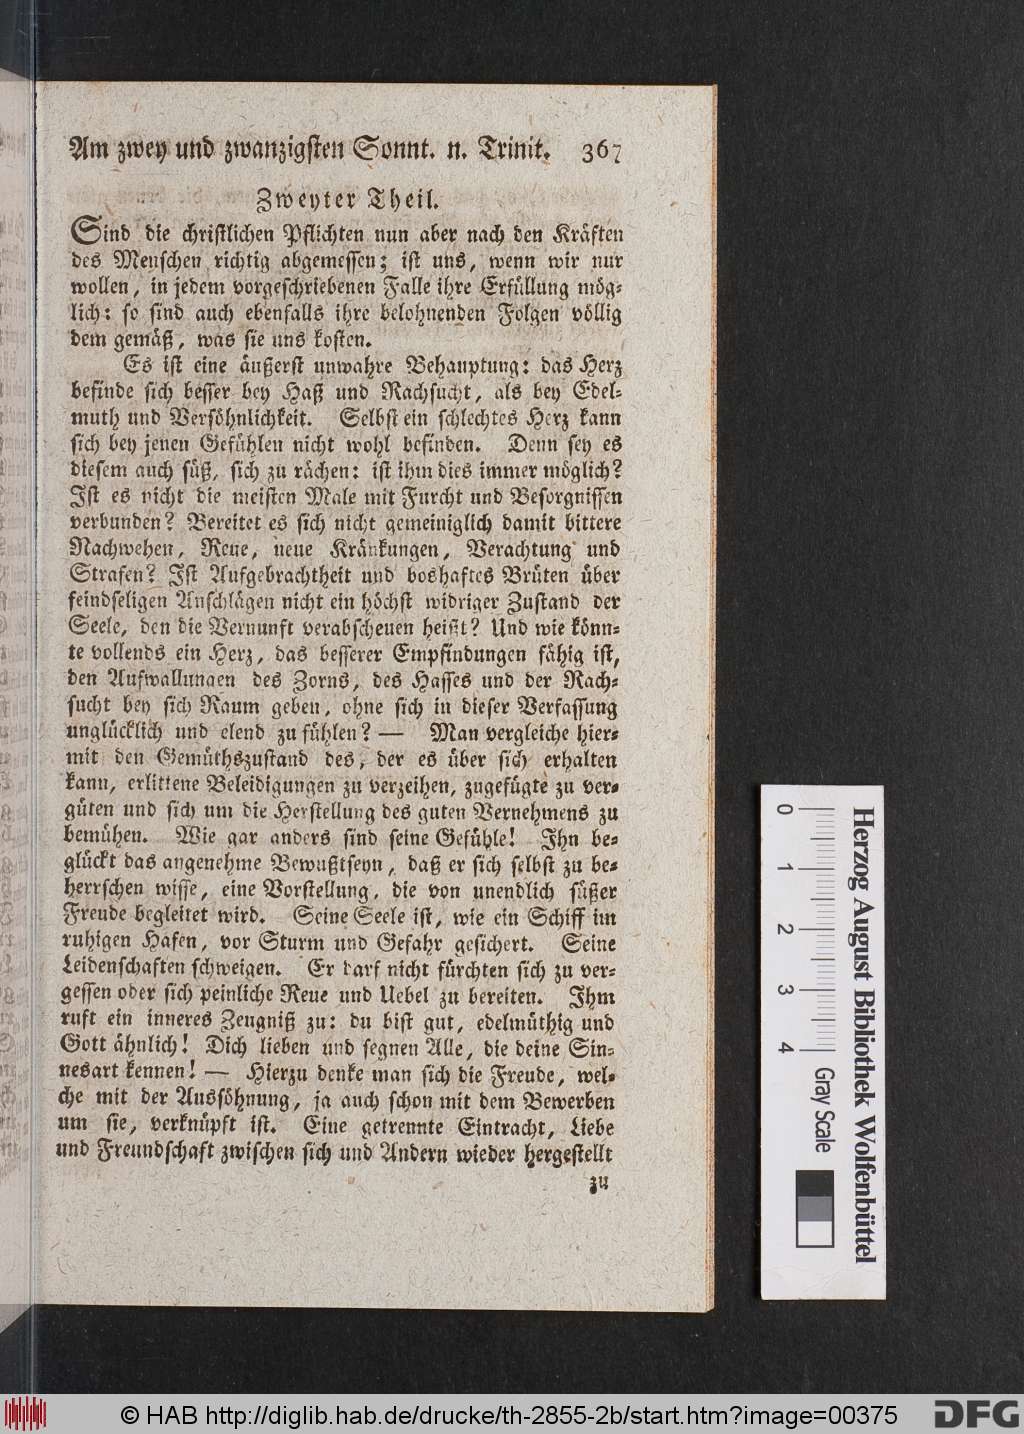 Am zwey und zwanzigsten Sonnt. n. Trinit. 367
Zweyter Theil.
Sind die christlichen Pflichten nun aber nach den Kräften
des Menschen richtig abgemessen; ist uns, wenn wir nur
wollen, in jedem vorgeschriebenen Falle ihre Erfüllung mög-
lich: so sind auch ebenfalls ihre belohnenden Folgen völlig
dem gemäß, was sie uns kosten.
Es ist eine äußerst unwahre Behauptung: das Herz
befinde sich besser bey Haß und Rachsucht, als bey Edel-
muth und Versöhnlichkeit. Selbst ein schlechtes Herz kann
sich bey jenen Gefühlen nicht wohl befinden. Denn sey es
diesem auch süß, sich zu rächen: ist ihm dies immer möglich?
Ist es nicht die meisten Male mit Furcht und Besorgnissen
verbunden? Bereitet es sich nicht gemeiniglich damit bittere
Nachwehen, Reue, neue Kränkungen, Verachtung und
Strafen? Ist Aufgebrachtheit und boshaftes Brüten über
feindseligen Anschlägen nicht ein höchst widriger Zustand der
Seele, den die Vernunft verabscheuen heißt? Und wie könn-
te vollends ein Herz, das besserer Empfindungen fähig ist,
den Aufwallungen des Zorns, des Hasses und der Rach-
sucht bey sich Raum geben, ohne sich in dieser Verfassung
unglücklich und elend zu fühlen? — Man vergleiche hier-
mit den Gemüthszustand des, der es über sich erhalten
kann, erlittene Beleidigungen zu verzeihen, zugefügte zu ver-
güten und sich um die Herstellung des guten Vernehmens zu
bemühen. Wie gar anders sind seine Gefühle! Ihn be-
glückt das angenehme Bewußtseyn, daß er sich selbst zu be-
herrschen wisse, eine Vorstellung, die von unendlich süßer
Freude begleitet wird. Seine Seele ist, wie ein Schiff im
ruhigen Hafen, vor Sturm und Gefahr gesichert. Seine
Leidenschaften schweigen. Er darf nicht fürchten sich zu ver-
gessen oder sich peinliche Reue und Uebel zu bereiten. Ihm
ruft ein inneres Zeugniß zu: du bist gut, edelmüthig und
Gott ähnlich! Dich lieben und segnen Alle, die deine Sin-
nesart kennen! — Hierzu denke man sich die Freude, wel-
che mit der Aussöhnung, ja auch schon mit dem Bewerben
um sie, verknüpft ist. Eine getrennte Eintracht, Liebe
und Freundschaft zwischen sich und Andern wieder hergestellt
zu
0 1 2 3 4 Gray Scale
Herzog August Bibliothek Wolfenbüttel
© HAB http://diglib.hab.de/drucke/th-2855-2b/start.htm?image=00375
DFG